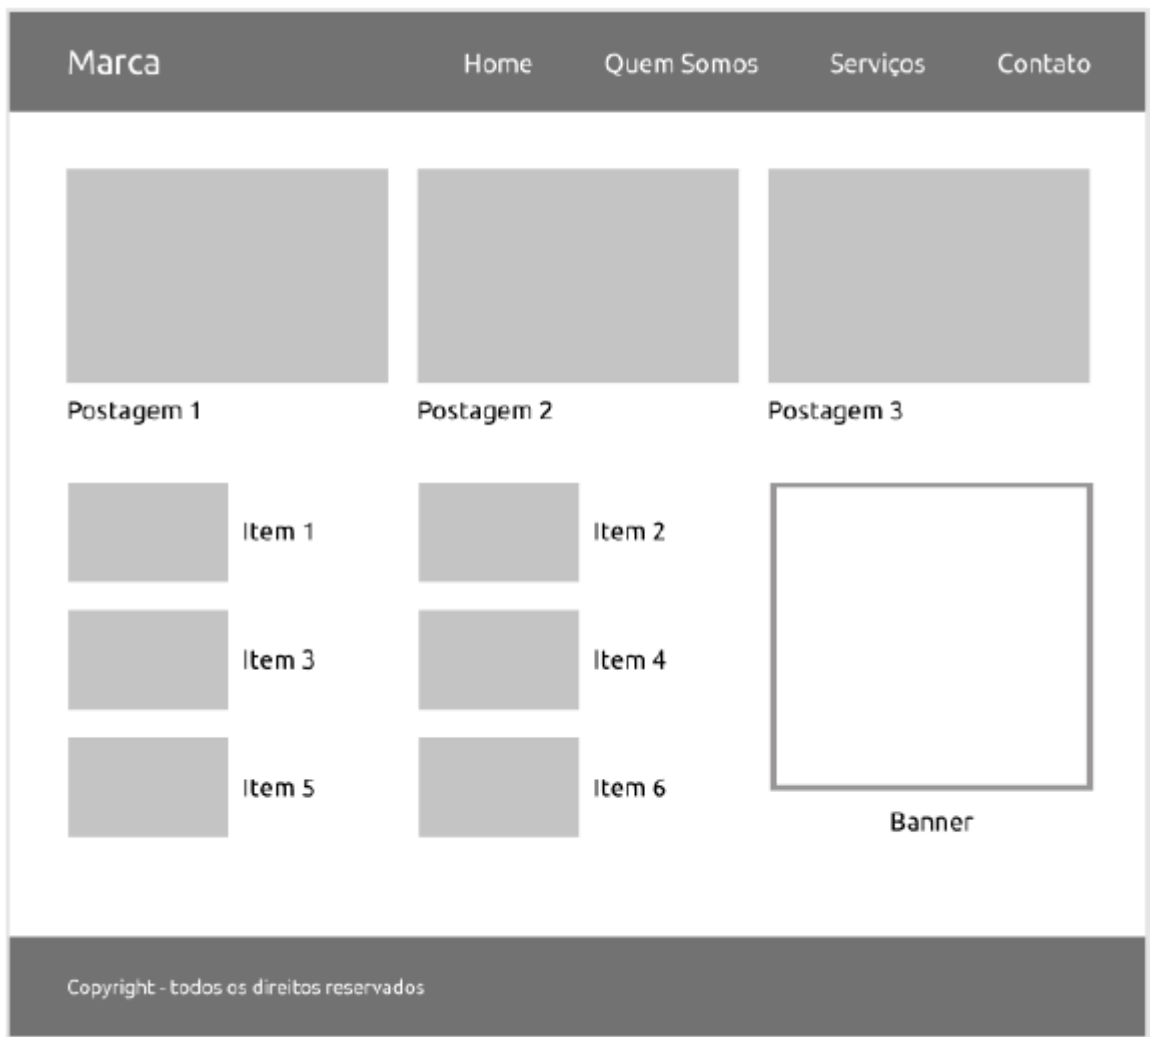 Marca Home Quem Somos Serviços Contato
Postagem 1 Postagem 2 Postagem 3
Item 1 Item 2
Item 3 Item 4
Item 5 Item 6
Banner
Copyright - todos os direitos reservados